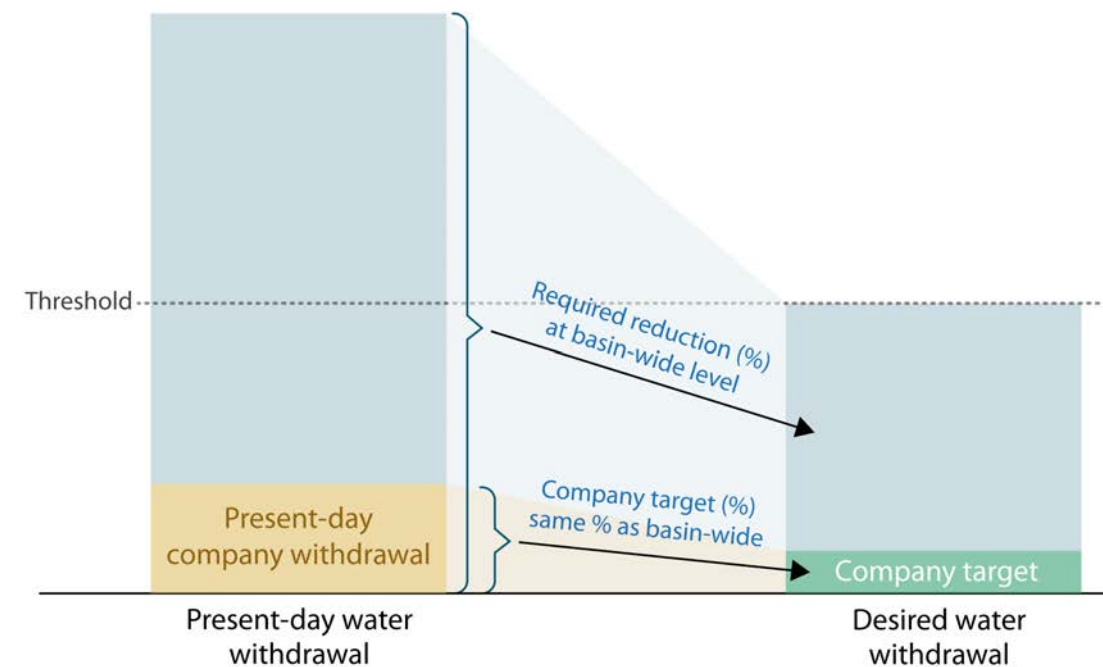 Threshold
Required reduction (%)
at basin-wide level
Company target (%)
same % as basin-wide
Present-day
company withdrawal
Company target
Present-day water
withdrawal
Desired water
withdrawal